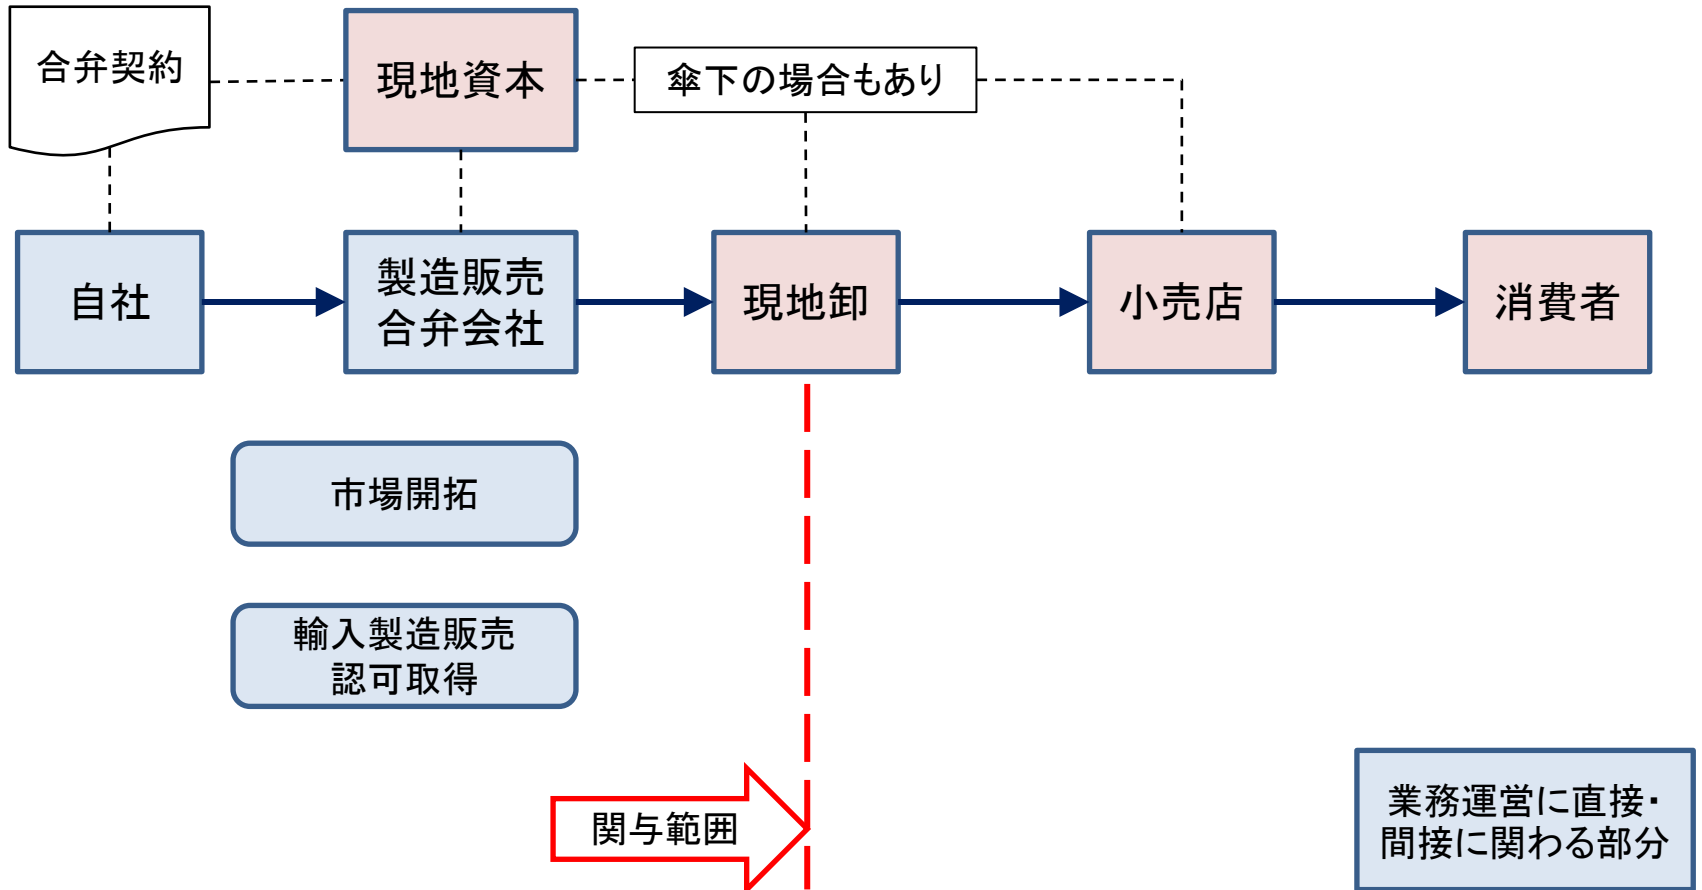 合弁契約
現地資本
傘下の場合もあり
自社
製造販売
合弁会社
現地卸
小売店
消費者
市場開拓
輸入製造販売
認可取得
関与範囲
業務運営に直接・
間接に関わる部分